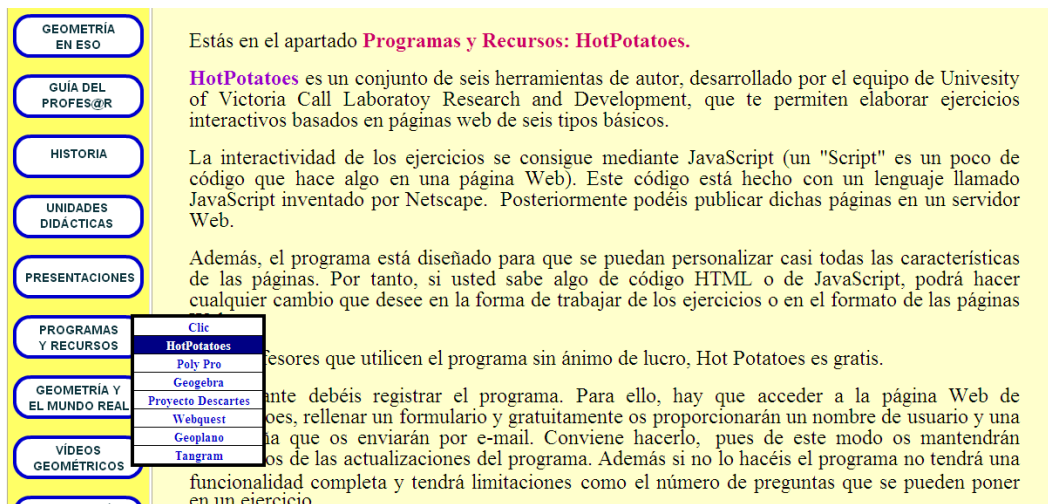 GEOMETRÍA
EN ESO
GUÍA DEL
PROFES@R
HISTORIA
UNIDADES
DIDÁCTICAS
PRESENTACIONES
PROGRAMAS
Y RECURSOS
GEOMETRÍA Y
EL MUNDO REAL
VÍDEOS
GEOMÉTRICOS
Clic
HotPotatoes
Poly Pro
Geogebra
Proyecto Descartes
Webquest
Geoplano
Tangram
Estás en el apartado Programas y Recursos: HotPotatoes.
HotPotatoes es un conjunto de seis herramientas de autor, desarrollado por el equipo de Univesity
of Victoria Call Laboratoy Research and Development, que te permiten elaborar ejercicios
interactivos basados en páginas web de seis tipos básicos.
La interactividad de los ejercicios se consigue mediante JavaScript (un "Script" es un poco de
código que hace algo en una página Web). Este código está hecho con un lenguaje llamado
JavaScript inventado por Netscape. Posteriormente podéis publicar dichas páginas en un servidor
Web.
Además, el programa está diseñado para que se puedan personalizar casi todas las características
de las páginas. Por tanto, si usted sabe algo de código HTML o de JavaScript, podrá hacer
cualquier cambio que desee en la forma de trabajar de los ejercicios o en el formato de las páginas
fesores que utilicen el programa sin ánimo de lucro, Hot Potatoes es gratis.
ante debéis registrar el programa. Para ello, hay que acceder a la página Web de
oes, rellenar un formulario y gratuitamente os proporcionarán un nombre de usuario y una
ña que os enviarán por e-mail. Conviene hacerlo, pues de este modo os mantendrán
os de las actualizaciones del programa. Además si no lo hacéis el programa no tendrá una
funcionalidad completa y tendrá limitaciones como el número de preguntas que se pueden poner
en un ejercicio